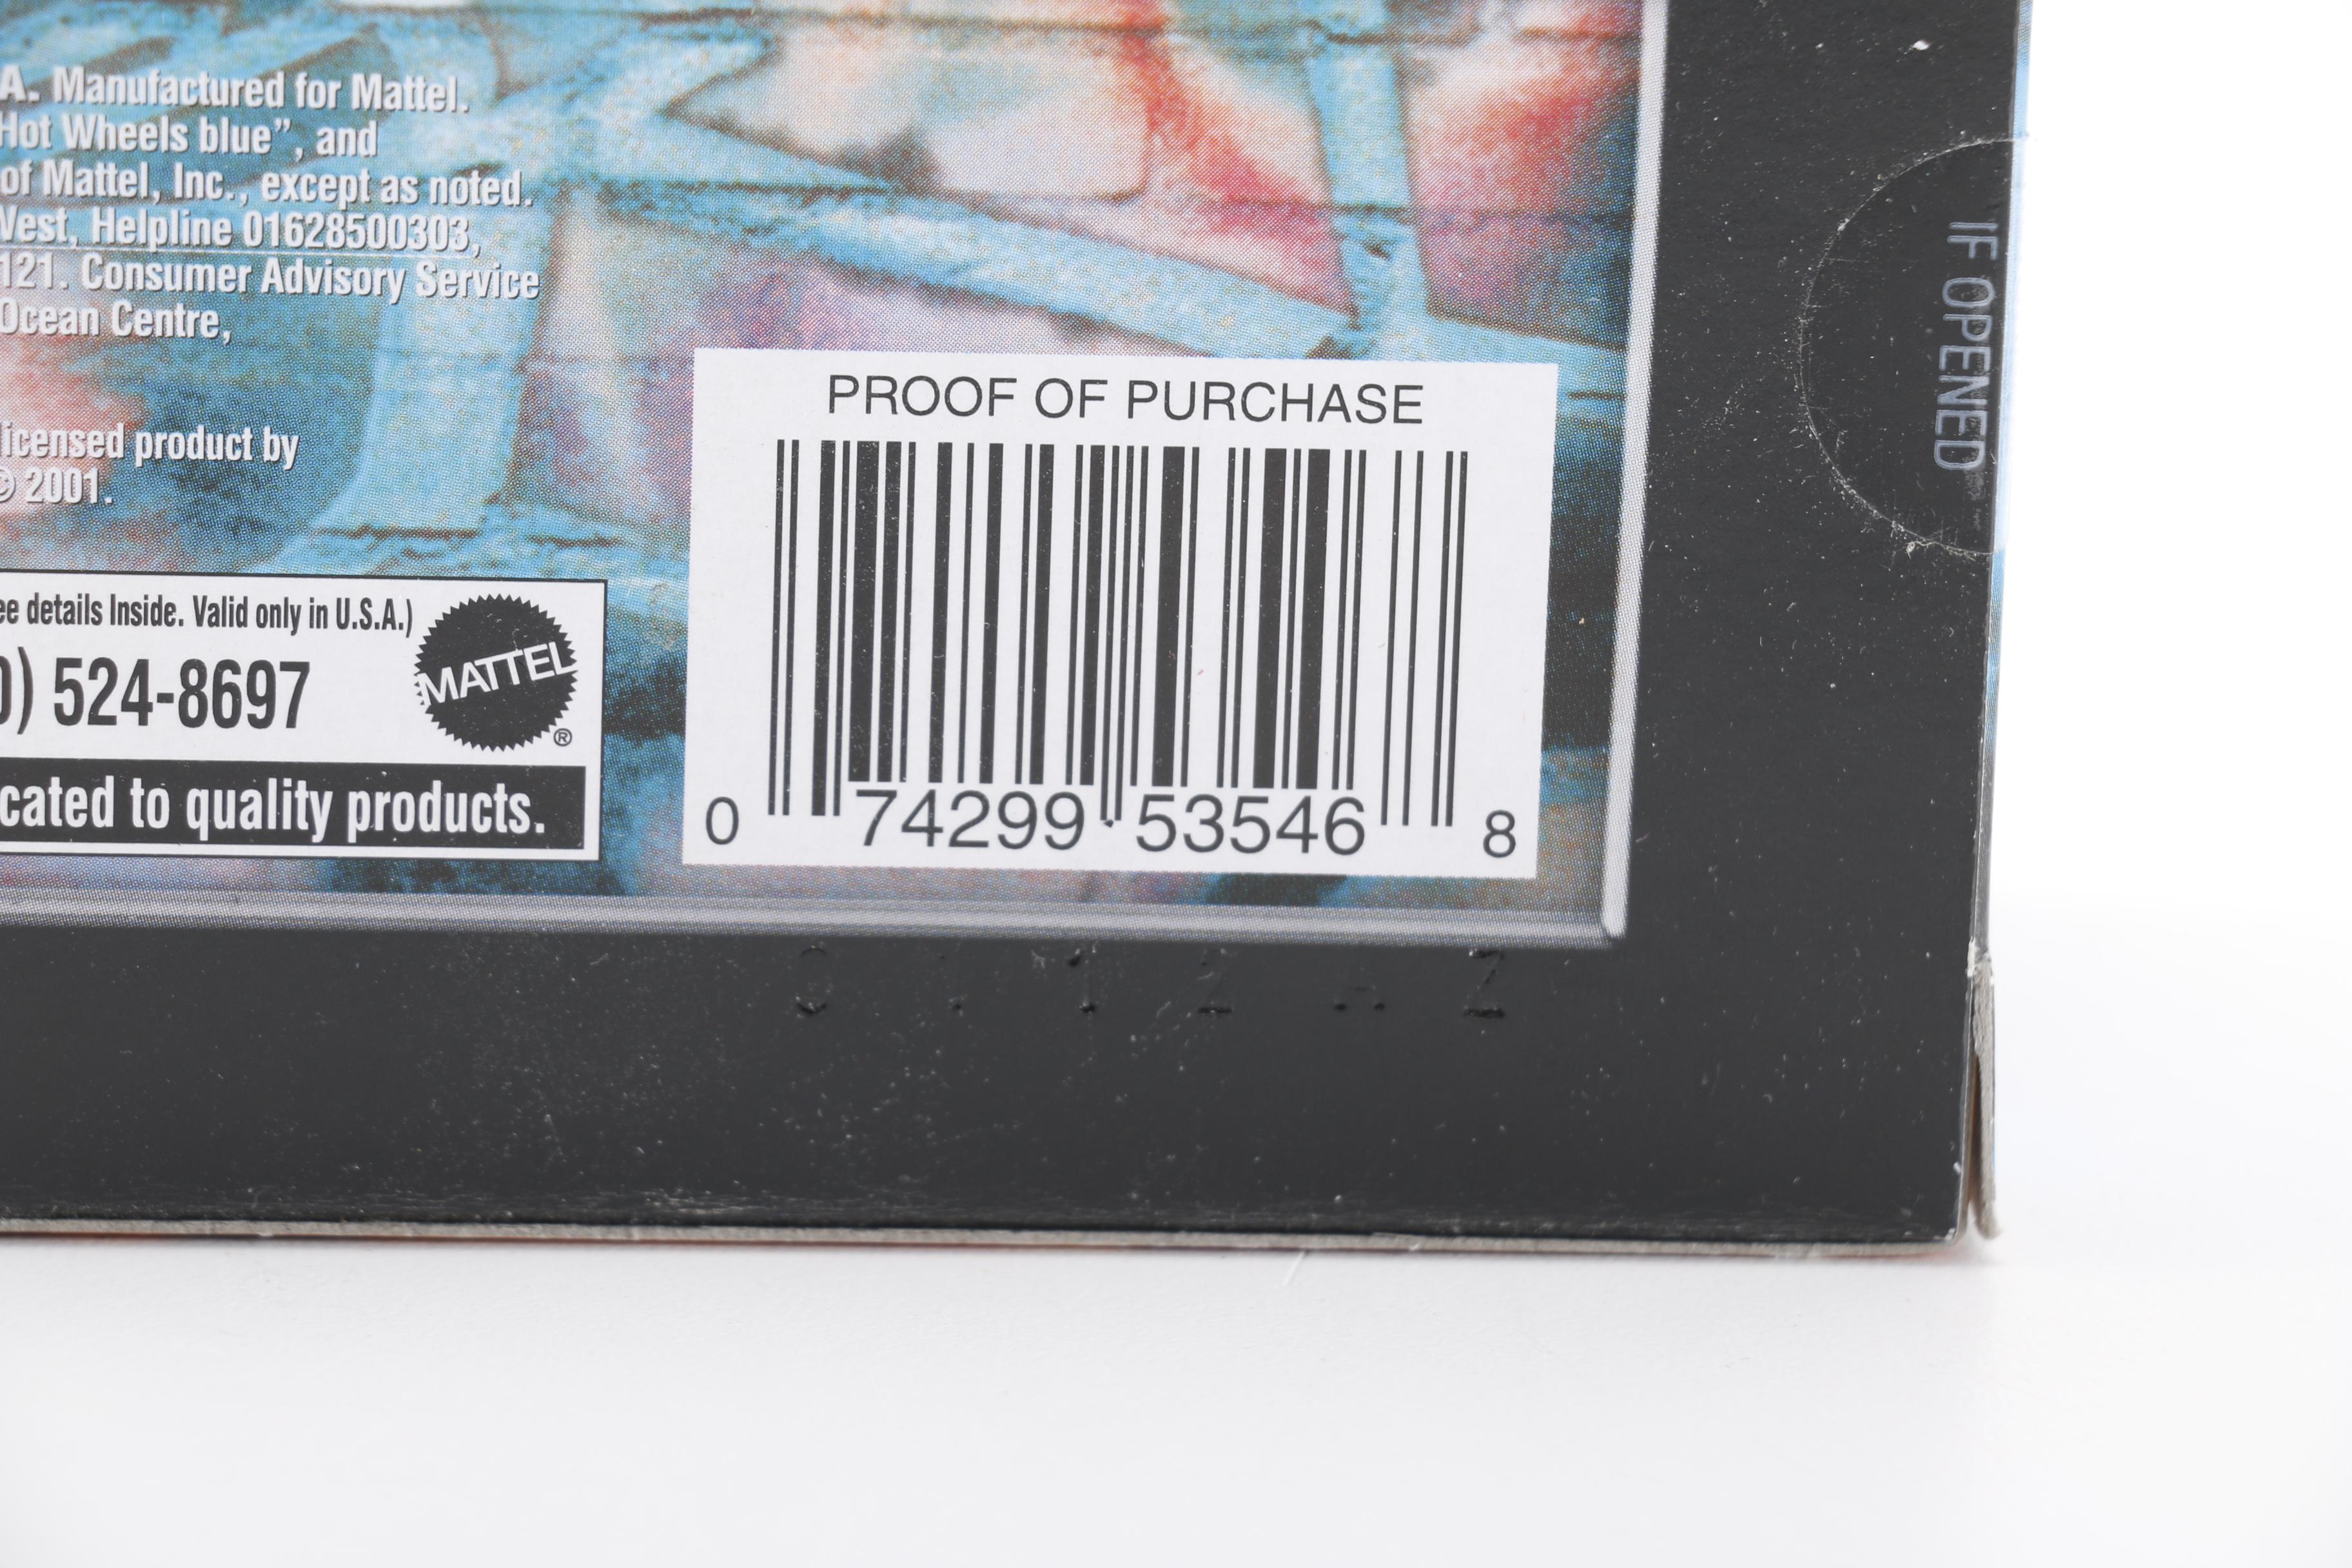 A. Manufactured for Mattel.
Hot Wheels blue”, and
of Mattel, Inc., except as noted.
West, Helpline 01628500303,
121. Consumer Advisory Service
Ocean Centre,
licensed product by
© 2001.
details Inside. Valid only in U.S.A.)
0) 524-8697
MATTEL
®
cated to quality products.
PROOF OF PURCHASE
0 74299 53546 8
IF OPENED